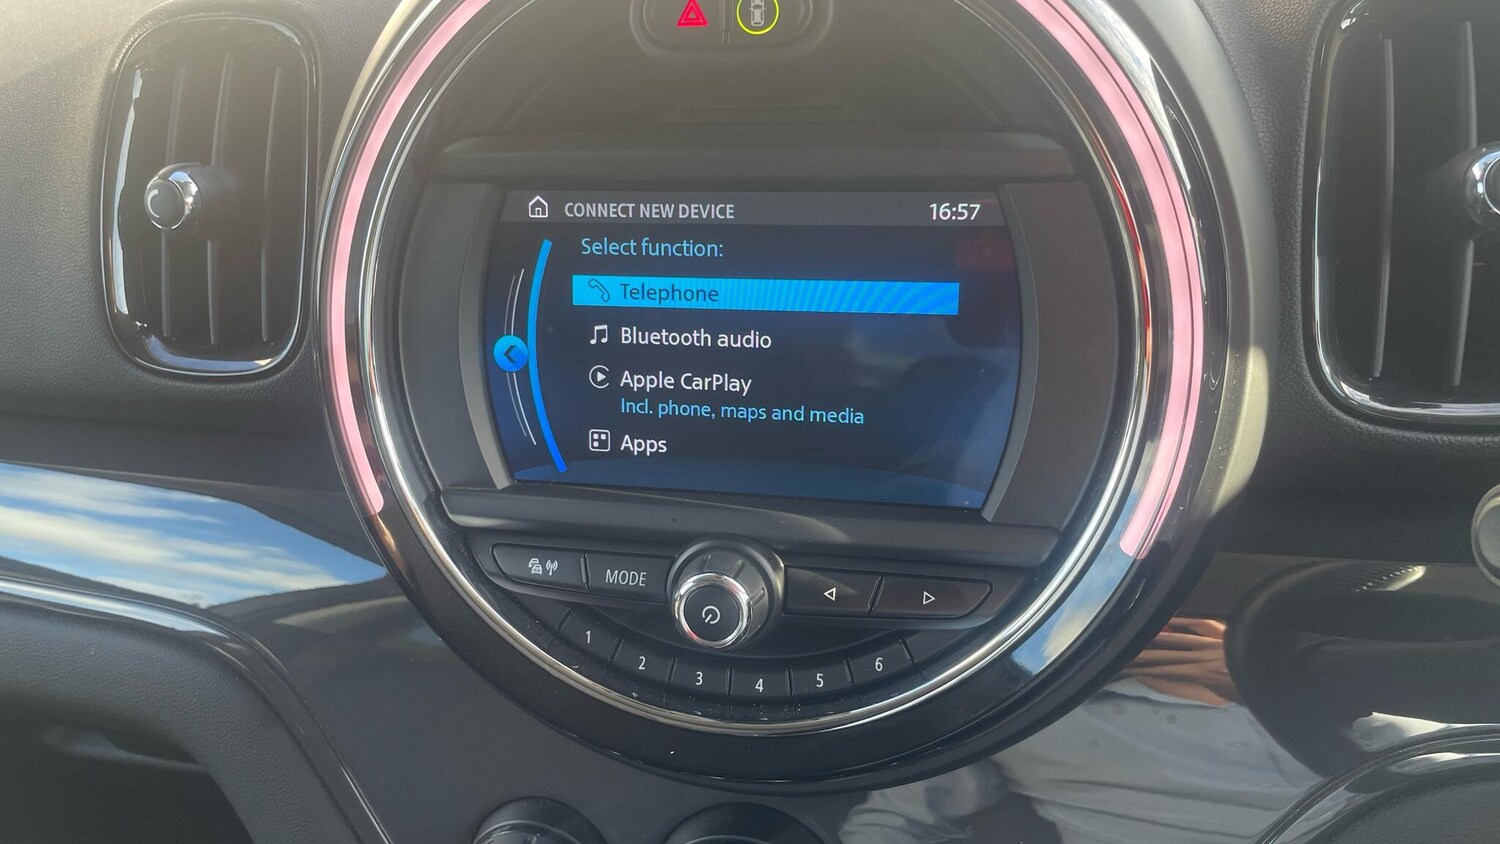 CONNECT NEW DEVICE 16:57
Select function:
Telephone
Bluetooth audio
Apple CarPlay
Incl. phone, maps and media
Apps
MODE
1 2 3 4 5 6